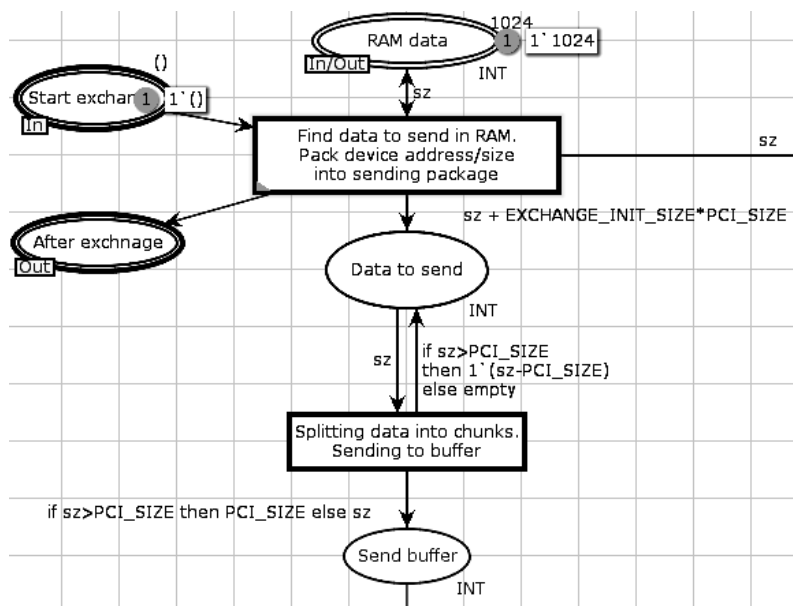 1024
RAM data
1
1`1024
In/Out
INT
()
Start exchan
1
1`()
In
sz
Find data to send in RAM.
Pack device address/size
into sending package
sz
sz + EXCHANGE_INIT_SIZE*PCI_SIZE
After exchnage
Out
Data to send
INT
sz
if sz>PCI_SIZE
then 1`(sz-PCI_SIZE)
else empty
Splitting data into chunks.
Sending to buffer
if sz>PCI_SIZE then PCI_SIZE else sz
Send buffer
INT